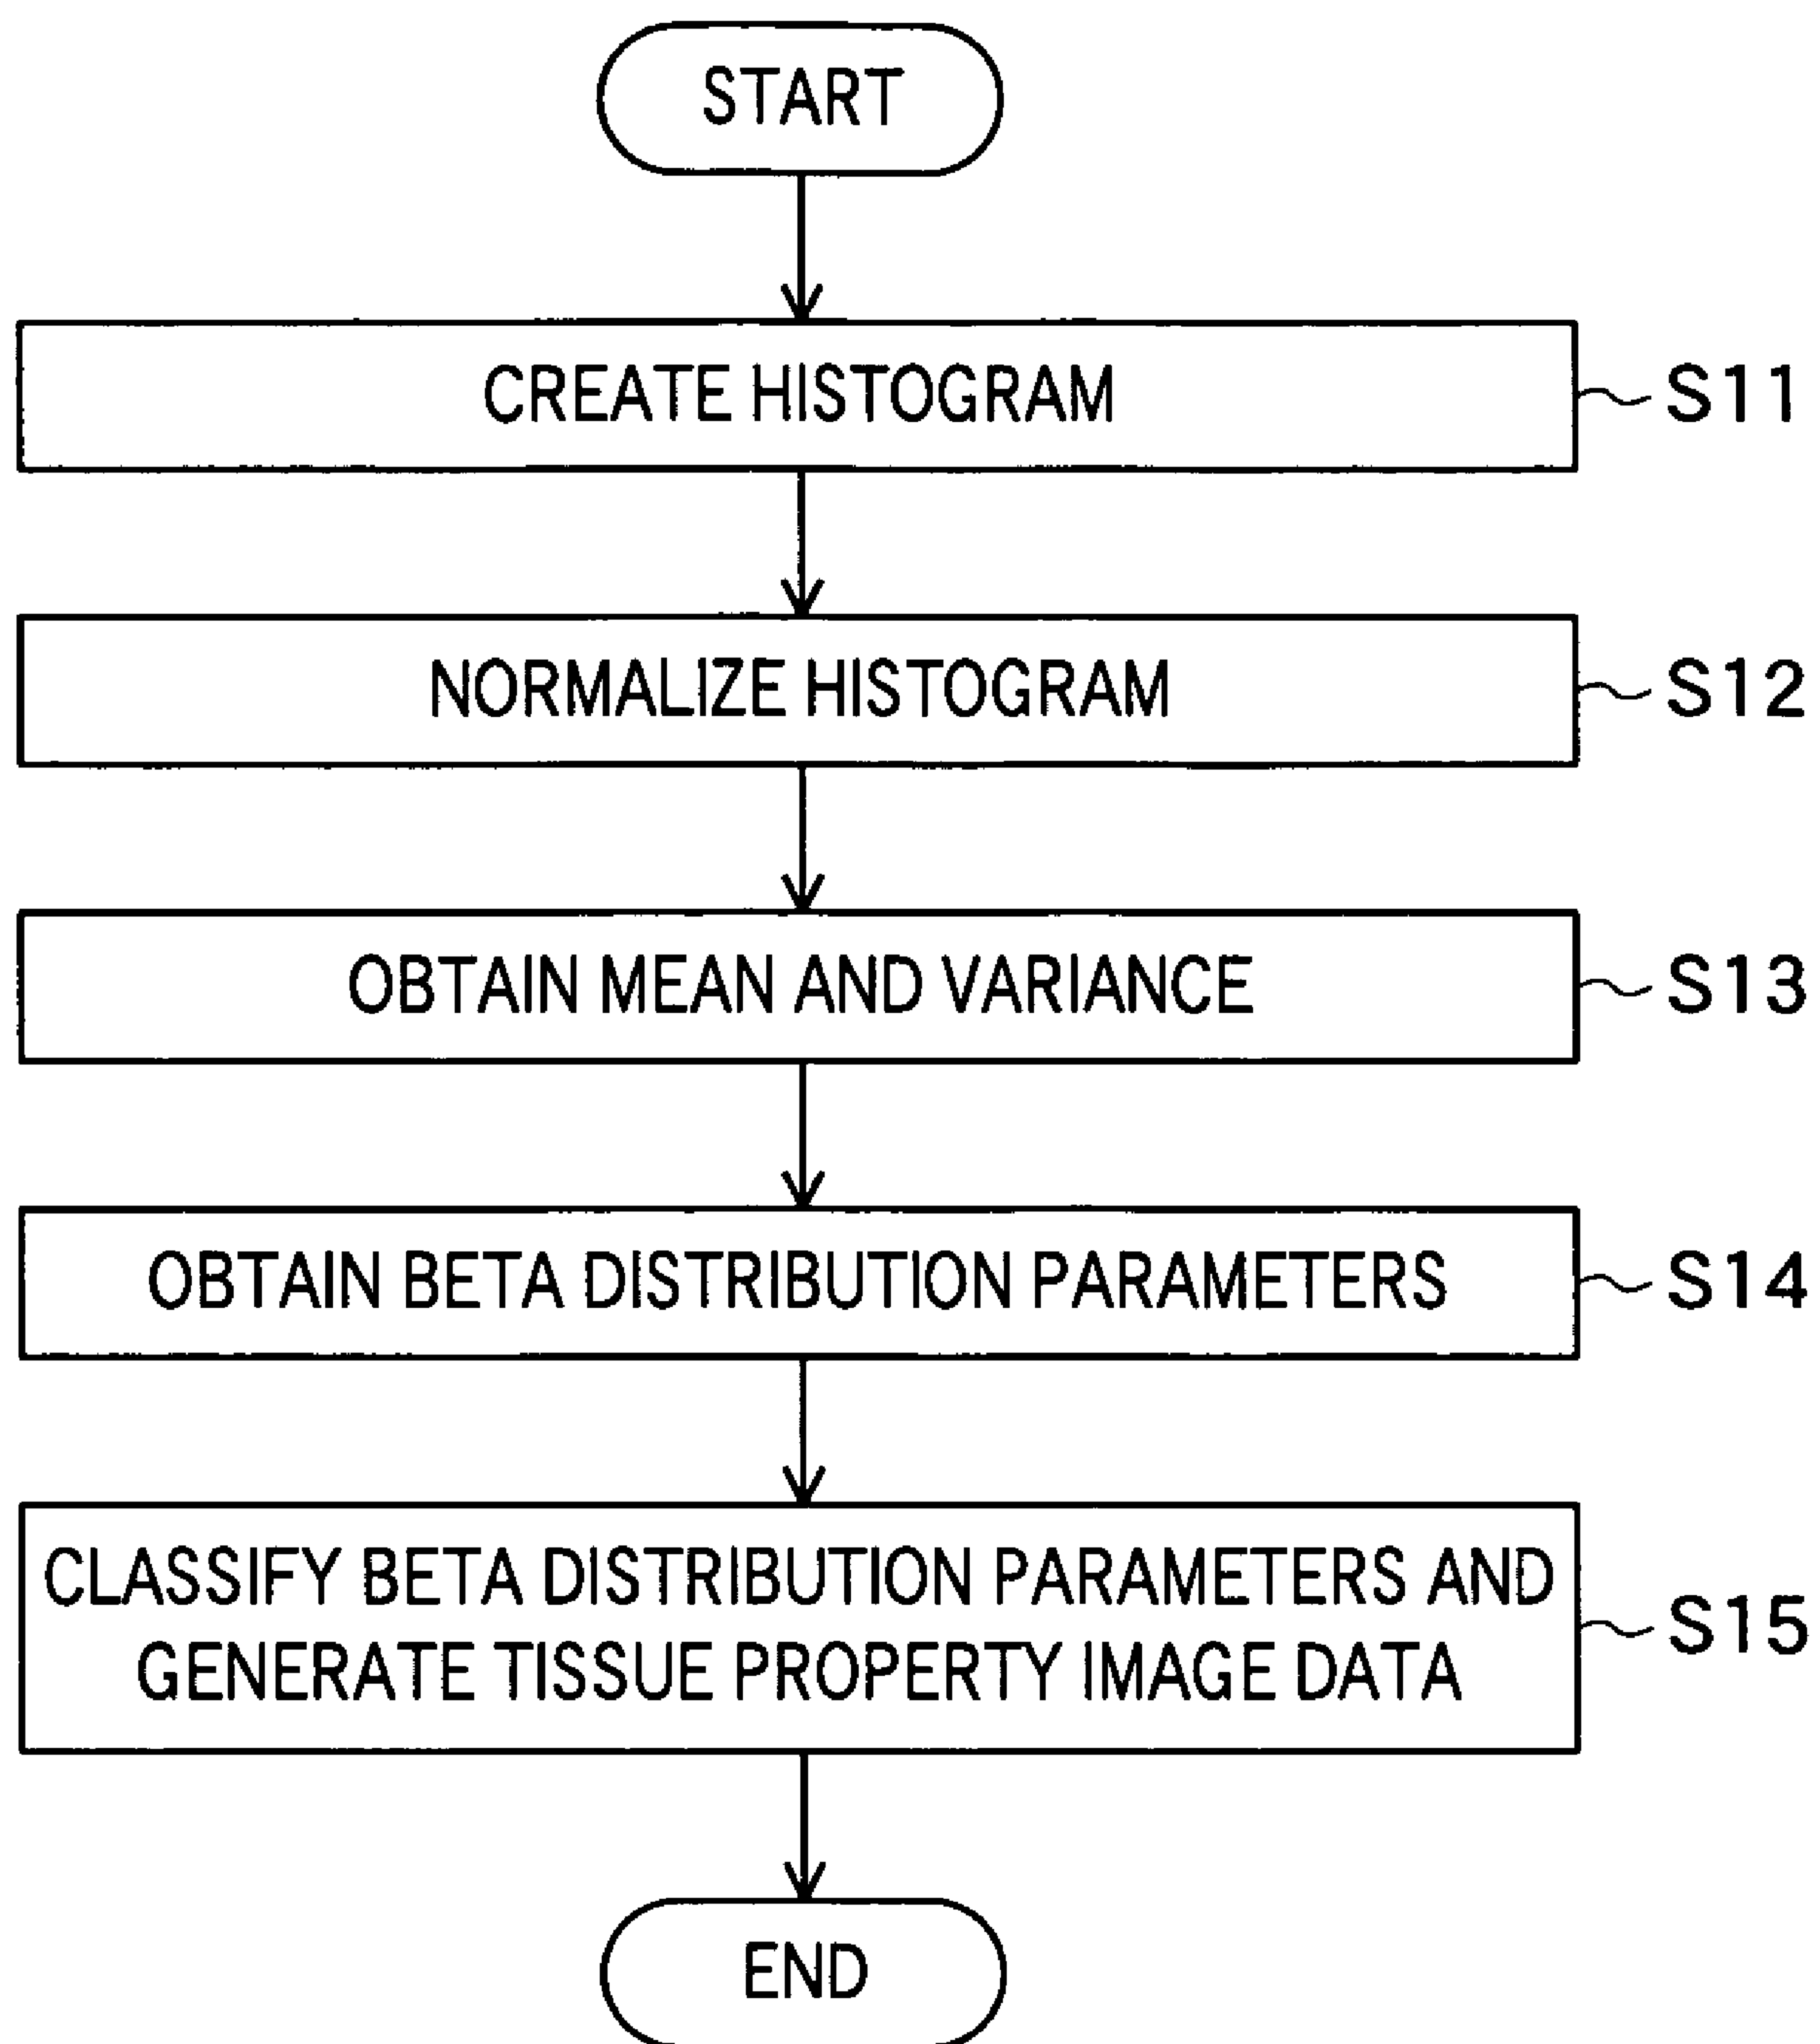 START
CREATE HISTOGRAM
S11
NORMALIZE HISTOGRAM
S12
OBTAIN MEAN AND VARIANCE
S13
OBTAIN BETA DISTRIBUTION PARAMETERS
S14
CLASSIFY BETA DISTRIBUTION PARAMETERS AND
GENERATE TISSUE PROPERTY IMAGE DATA
S15
END